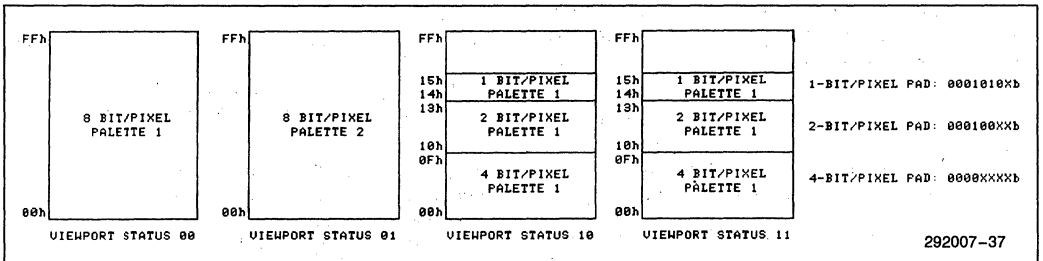 FFh
8 BIT/PIXEL
PALETTE 1
00h
VIEWPORT STATUS 00
FFh
8 BIT/PIXEL
PALETTE 2
00h
VIEWPORT STATUS 01
FFh
15h
1 BIT/PIXEL
14h
PALETTE 1
13h
2 BIT/PIXEL
PALETTE 1
10h
0Fh
4 BIT/PIXEL
PALETTE 1
00h
VIEWPORT STATUS 10
FFh
15h
1 BIT/PIXEL
14h
PALETTE 1
13h
2 BIT/PIXEL
PALETTE 1
10h
0Fh
4 BIT/PIXEL
PALETTE 1
00h
VIEWPORT STATUS 11
1-BIT/PIXEL PAD: 0001010Xb
2-BIT/PIXEL PAD: 000100XXb
4-BIT/PIXEL PAD: 0000XXXXb
292007-37